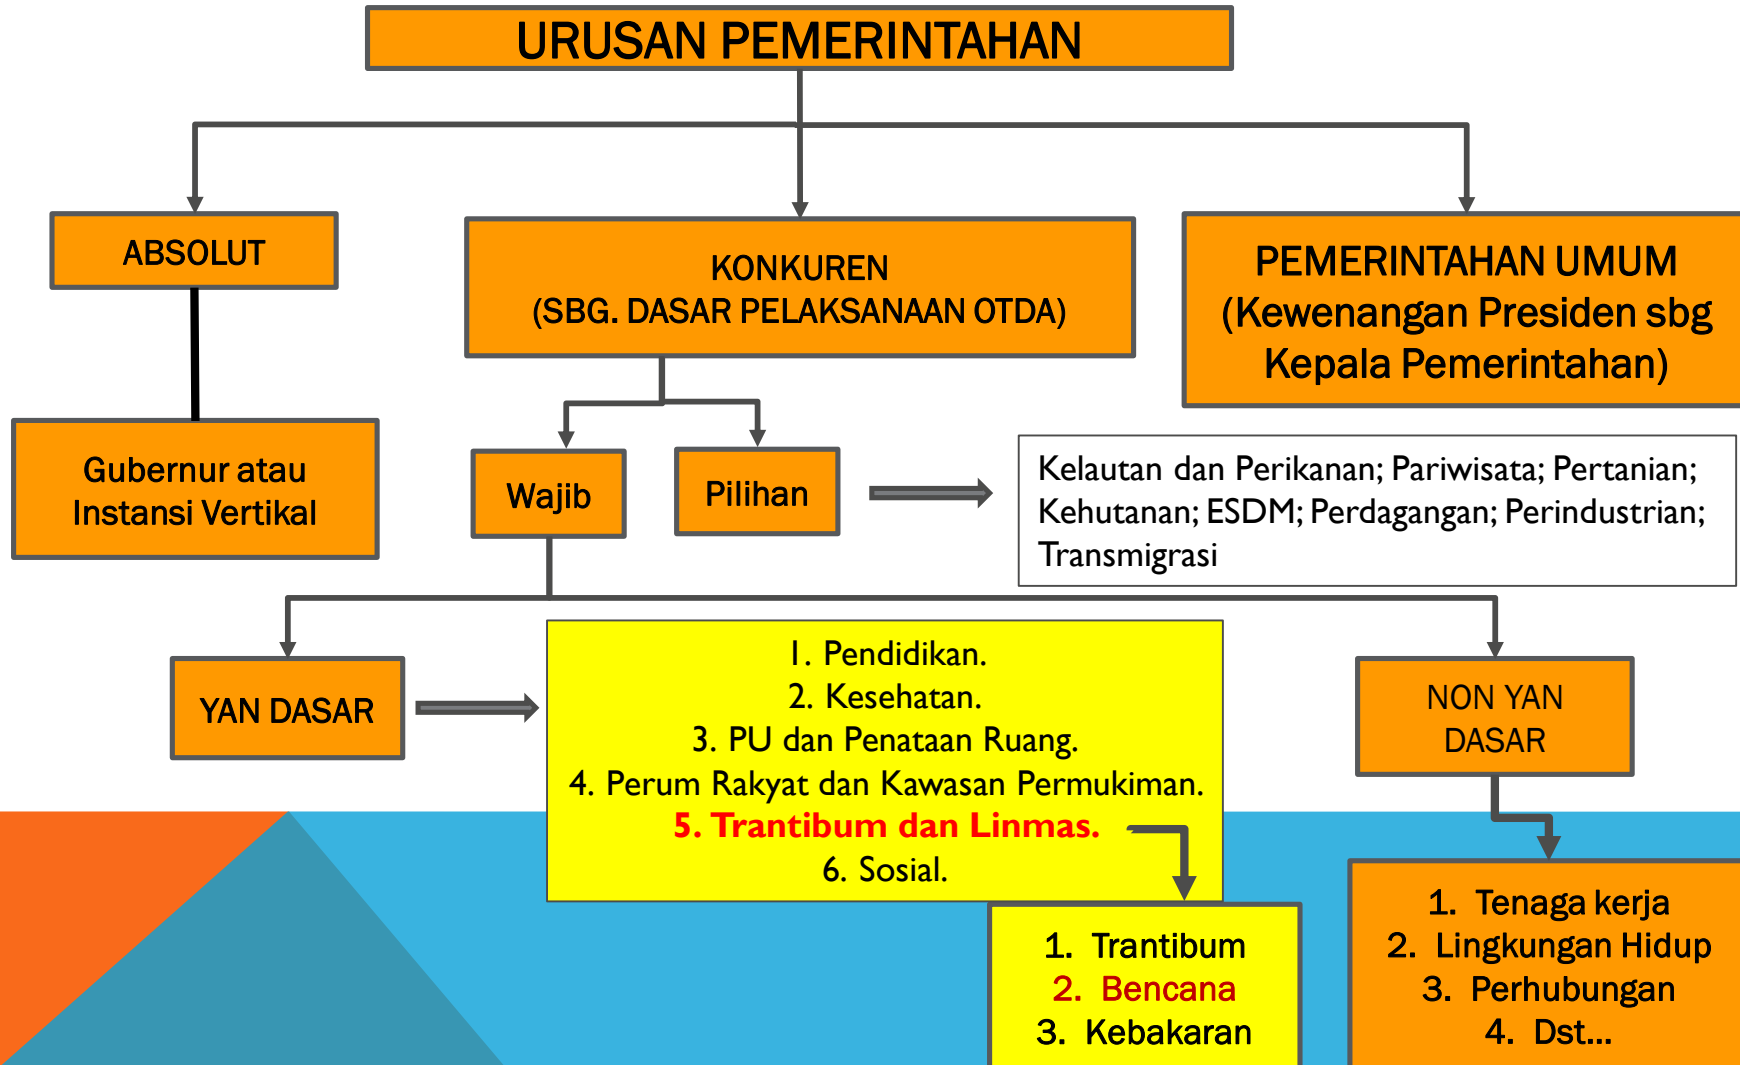 URUSAN PEMERINTAHAN
ABSOLUT
KONKUREN
(SBG. DASAR PELAKSANAAN OTDA)
PEMERINTAHAN UMUM
(Kewenangan Presiden sbg
Kepala Pemerintahan)
Gubernur atau
Instansi Vertikal
Wajib
Pilihan
Kelautan dan Perikanan; Pariwisata; Pertanian;
Kehutanan; ESDM; Perdagangan; Perindustrian;
Transmigrasi
YAN DASAR
1. Pendidikan.
2. Kesehatan.
3. PU dan Penataan Ruang.
4. Perum Rakyat dan Kawasan Permukiman.
5. Trantibum dan Linmas.
6. Sosial.
NON YAN
DASAR
1. Trantibum
2. Bencana
3. Kebakaran
1. Tenaga kerja
2. Lingkungan Hidup
3. Perhubungan
4. Dst...